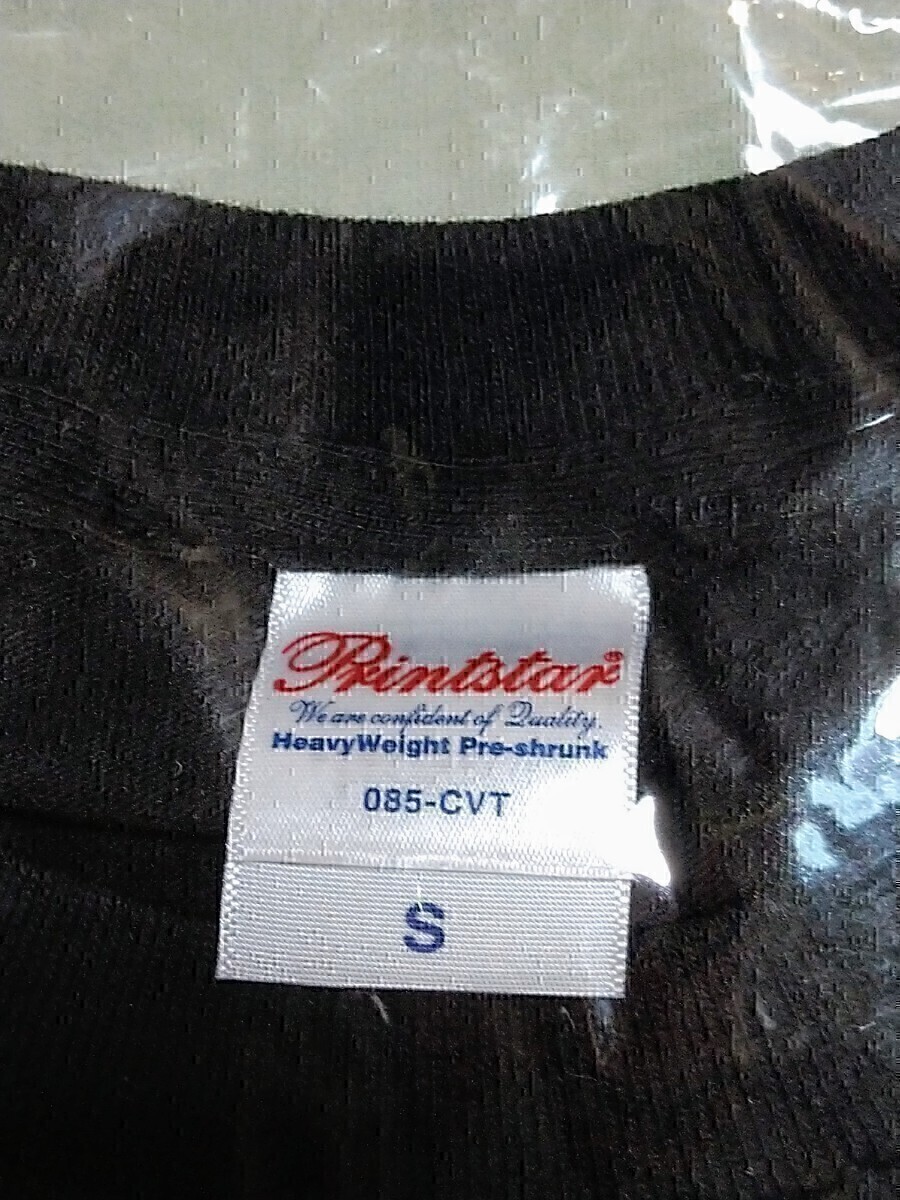 Printstar®
We are confident of Quality.
HeavyWeight Pre-shrunk
085-CVT
S